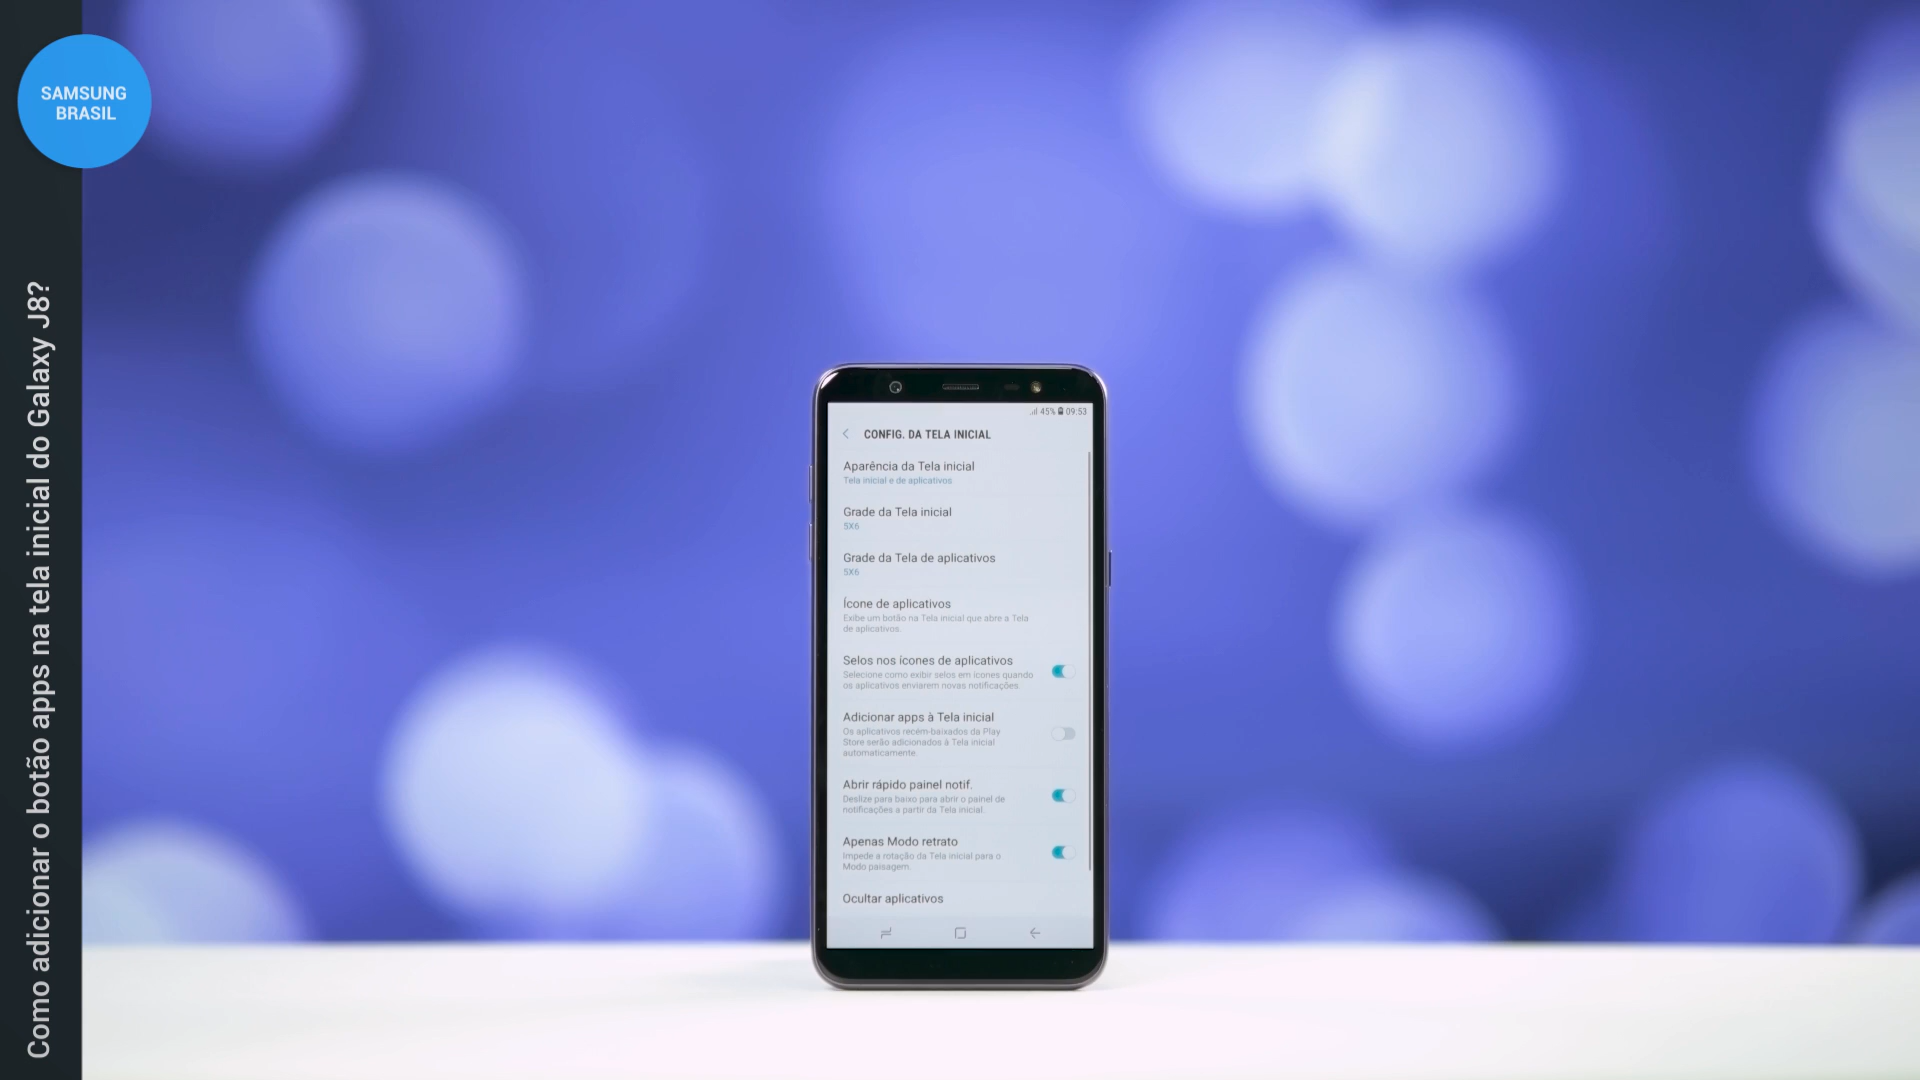 SAMSUNG
BRASIL
Como adicionar o botão apps na tela inicial do Galaxy J8?
45% 09:53
CONFIG. DA TELA INICIAL
Aparência da Tela inicial
Tela inicial e de aplicativos
Grade da Tela inicial
5X6
Grade da Tela de aplicativos
5X6
Ícone de aplicativos
Exibe um botão na Tela inicial que abre a Tela
de aplicativos.
Selos nos ícones de aplicativos
Selecione como exibir selos em ícones quando
os aplicativos enviarem novas notificações.
Adicionar apps à Tela inicial
Os aplicativos recém-baixados da Play
Store serão adicionados à Tela inicial
automaticamente.
Abrir rápido painel notif.
Deslize para baixo para abrir o painel de
notificações a partir da Tela inicial.
Apenas Modo retrato
Impede a rotação da Tela inicial para o
Modo paisagem.
Ocultar aplicativos